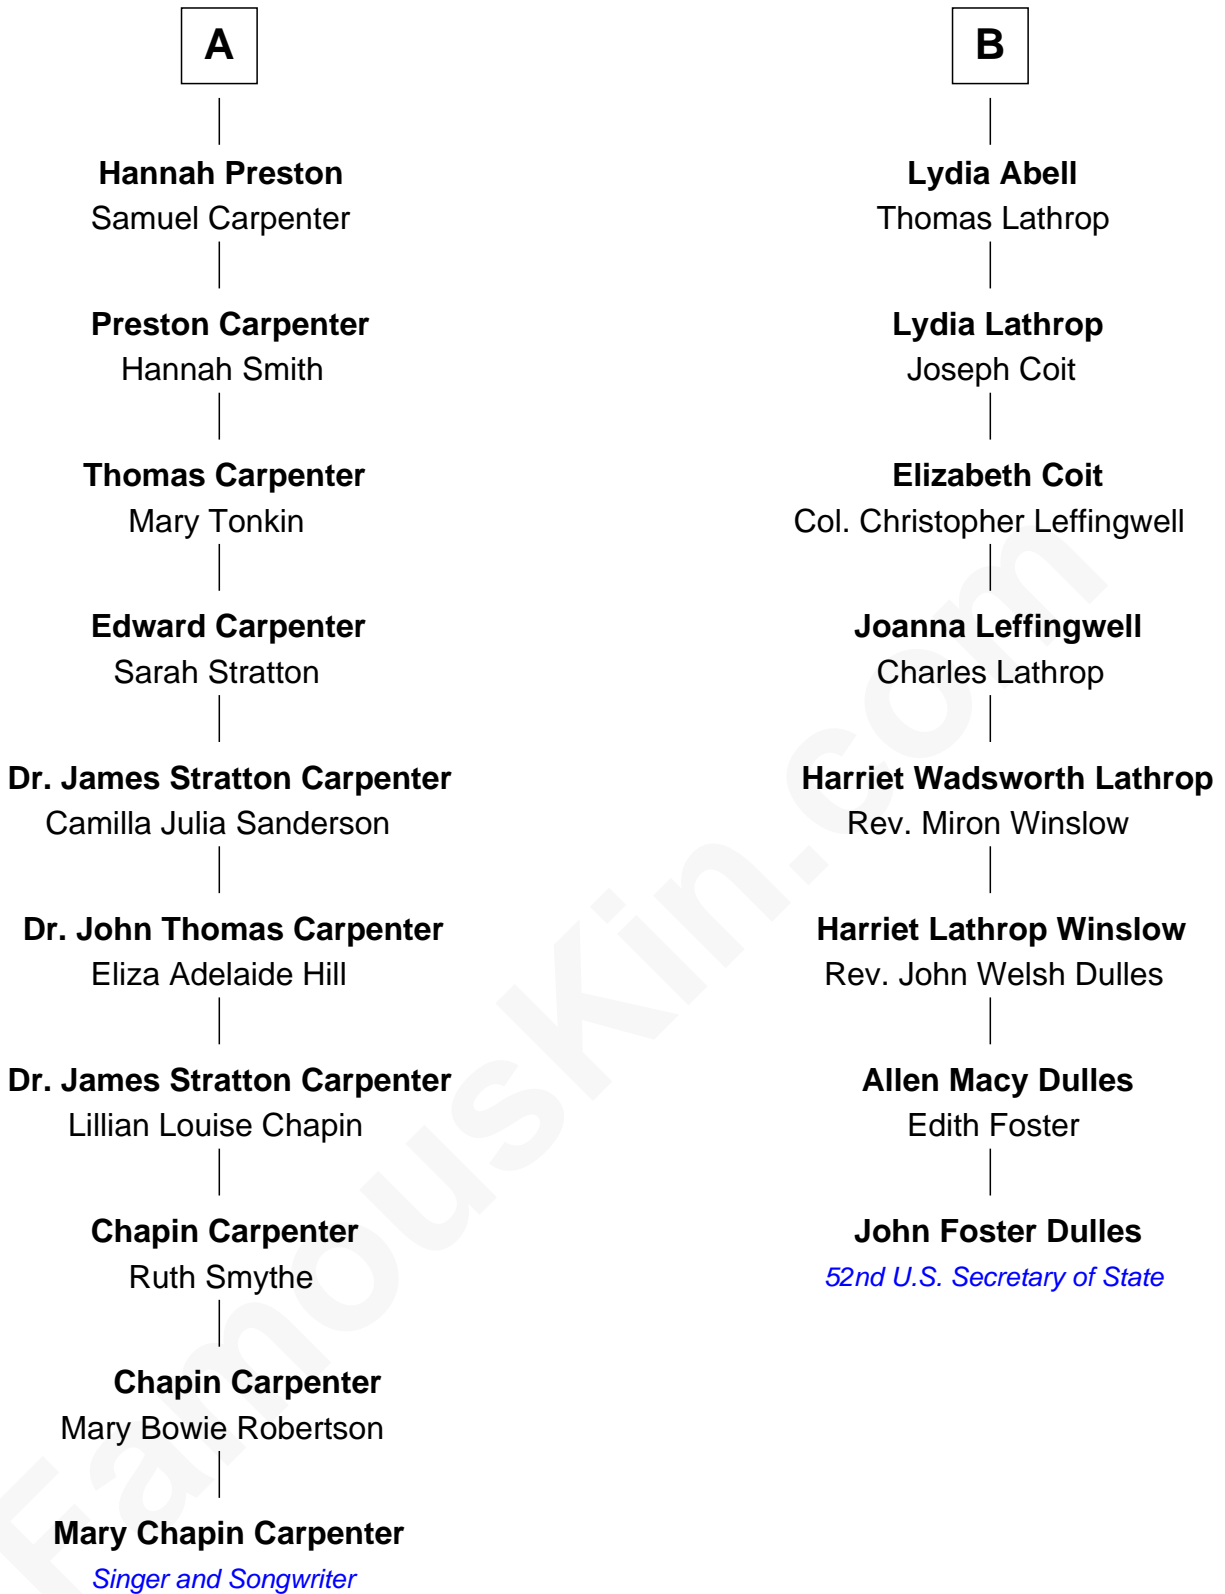 A
Hannah Preston
Samuel Carpenter
Preston Carpenter
Hannah Smith
Thomas Carpenter
Mary Tonkin
Edward Carpenter
Sarah Stratton
Dr. James Stratton Carpenter
Camilla Julia Sanderson
Dr. John Thomas Carpenter
Eliza Adelaide Hill
Dr. James Stratton Carpenter
Lillian Louise Chapin
Chapin Carpenter
Ruth Smythe
Chapin Carpenter
Mary Bowie Robertson
Mary Chapin Carpenter
Singer and Songwriter
B
Lydia Abell
Thomas Lathrop
Lydia Lathrop
Joseph Coit
Elizabeth Coit
Col. Christopher Leffingwell
Joanna Leffingwell
Charles Lathrop
Harriet Wadsworth Lathrop
Rev. Miron Winslow
Harriet Lathrop Winslow
Rev. John Welsh Dulles
Allen Macy Dulles
Edith Foster
John Foster Dulles
52nd U.S. Secretary of State
FamousKin.com